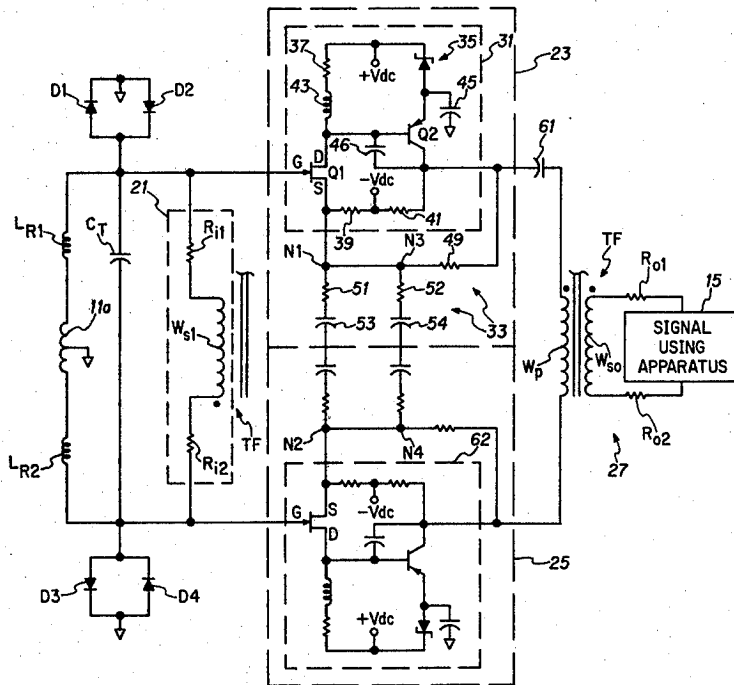 37
35
31
23
+Vdc
43
45
D1
D2
Q2
61
46
G
D
Q1
S
-Vdc
21
LR1
CT
Ri1
39
41
N1
N3
49
TF
Ro1
15
11a
51
52
33
Ws1
53
54
Wp
Wso
SIGNAL
USING
APPARATUS
TF
N2
N4
LR2
Ri2
62
Ro2
27
S
-Vdc
G
D
25
D3
D4
+Vdc